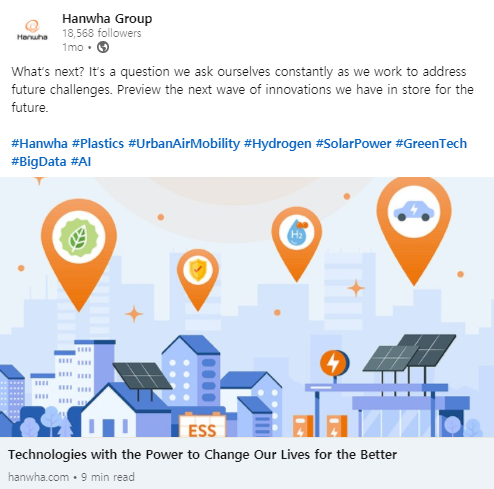 Hanwha
Hanwha Group
18,568 followers
1mo •
What's next? It's a question we ask ourselves constantly as we work to address
future challenges. Preview the next wave of innovations we have in store for the
future.
#Hanwha #Plastics #UrbanAirMobility #Hydrogen #SolarPower #GreenTech
#BigData #AI
H2
ESS
Technologies with the Power to Change Our Lives for the Better
hanwha.com • 9 min read